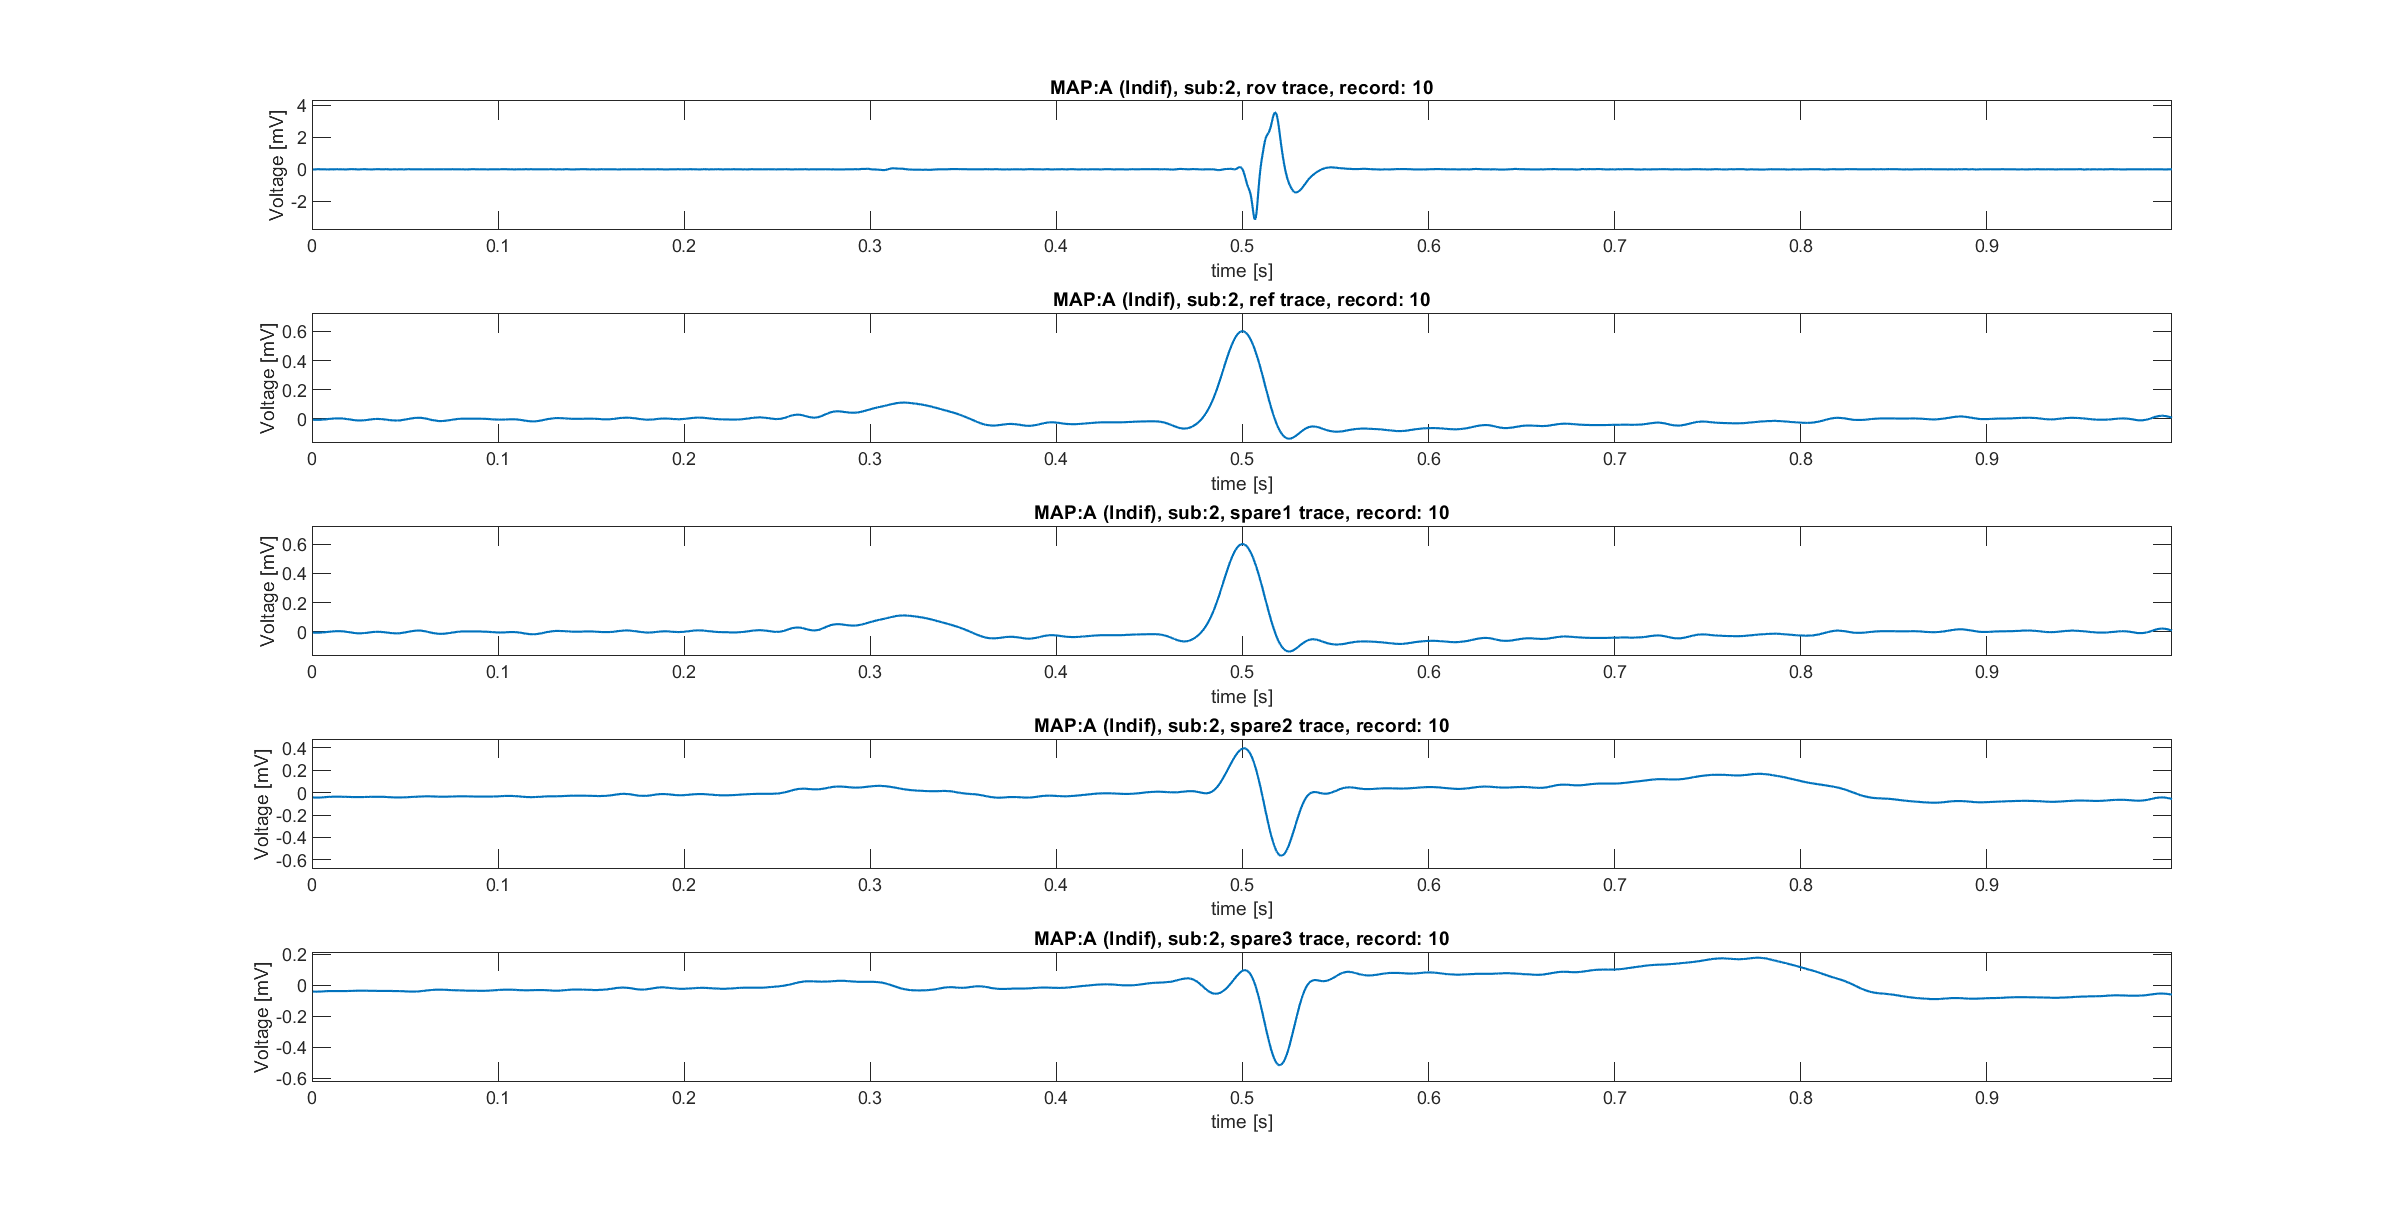 MAP:A (Indif), sub:2, rov trace, record: 10
Voltage [mV]
4
2
0
-2
0 0.1 0.2 0.3 0.4 0.5 0.6 0.7 0.8 0.9
time [s]
MAP:A (Indif), sub:2, ref trace, record: 10
Voltage [mV]
0.6
0.4
0.2
0
0 0.1 0.2 0.3 0.4 0.5 0.6 0.7 0.8 0.9
time [s]
MAP:A (Indif), sub:2, spare1 trace, record: 10
Voltage [mV]
0.6
0.4
0.2
0
0 0.1 0.2 0.3 0.4 0.5 0.6 0.7 0.8 0.9
time [s]
MAP:A (Indif), sub:2, spare2 trace, record: 10
Voltage [mV]
0.4
0.2
0
-0.2
-0.4
-0.6
0 0.1 0.2 0.3 0.4 0.5 0.6 0.7 0.8 0.9
time [s]
MAP:A (Indif), sub:2, spare3 trace, record: 10
Voltage [mV]
0.2
0
-0.2
-0.4
-0.6
0 0.1 0.2 0.3 0.4 0.5 0.6 0.7 0.8 0.9
time [s]